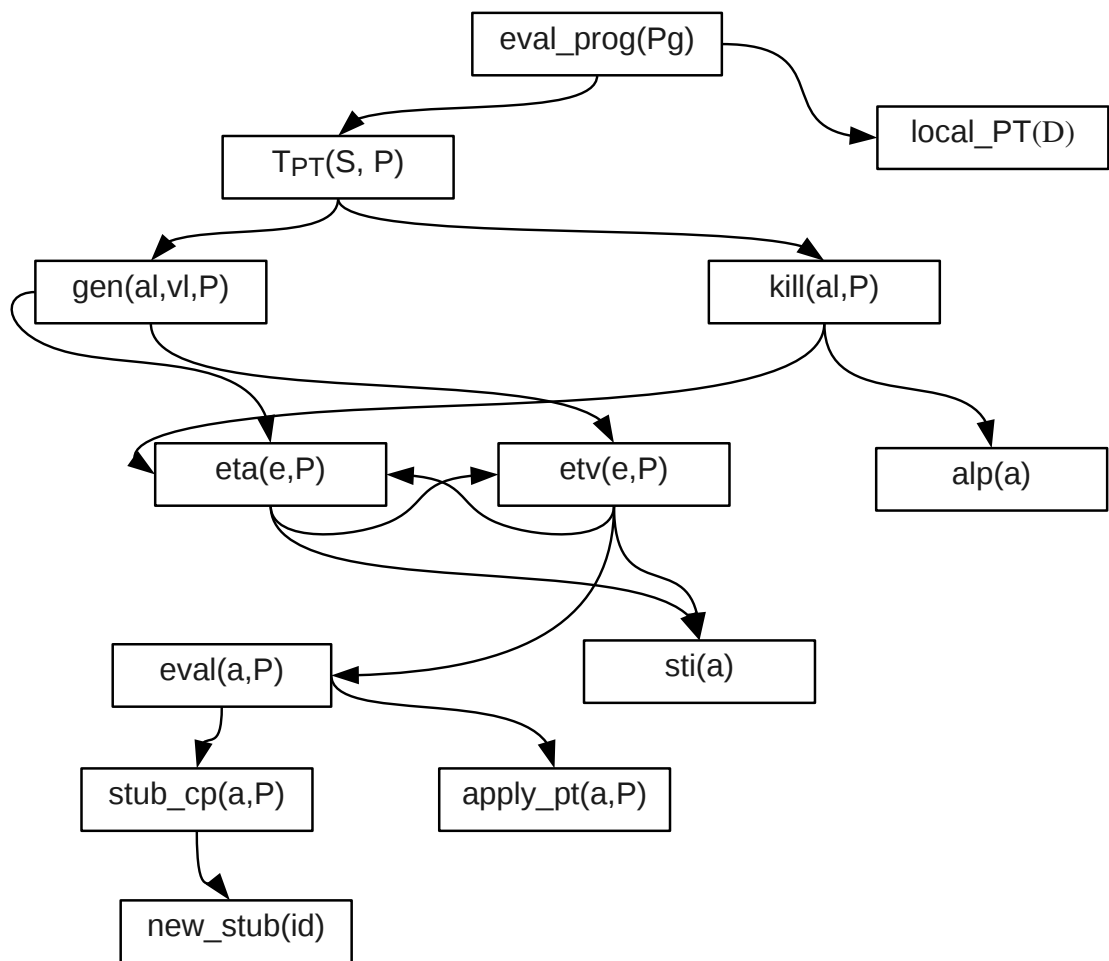 eval_prog(Pg)
local_PT(D)
TPT(S, P)
gen(al,vl,P)
kill(al,P)
eta(e,P)
etv(e,P)
alp(a)
eval(a,P)
sti(a)
stub_cp(a,P)
apply_pt(a,P)
new_stub(id)